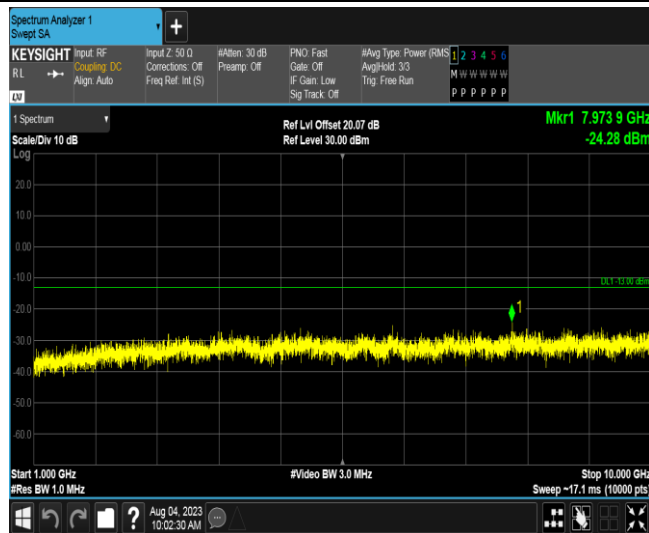 Spectrum Analyzer 1
Swept SA
KEYSIGHT
RL
LXI
Input: RF
Coupling: DC
Align: Auto
Input Z: 50 Ω
Corrections: Off
Freq Ref: Int (S)
#Atten: 30 dB
Preamp: Off
PNO: Fast
Gate: Off
IF Gain: Low
Sig Track: Off
#Avg Type: Power (RMS
Avg|Hold: 3/3
Trig: Free Run
1 2 3 4 5 6
M W W W W W
P P P P P P
1 Spectrum
Scale/Div 10 dB
Ref Lvl Offset 20.07 dB
Ref Level 30.00 dBm
Mkr1 7.973 9 GHz
-24.28 dBm
Log
20.0
10.0
0.00
-10.0
DL1 -13.00 dBm
-20.0
1
-30.0
-40.0
-50.0
-60.0
Start 1.000 GHz
#Res BW 1.0 MHz
#Video BW 3.0 MHz
Stop 10.000 GHz
Sweep ~17.1 ms (10000 pts)
?
Aug 04, 2023
10:02:30 AM